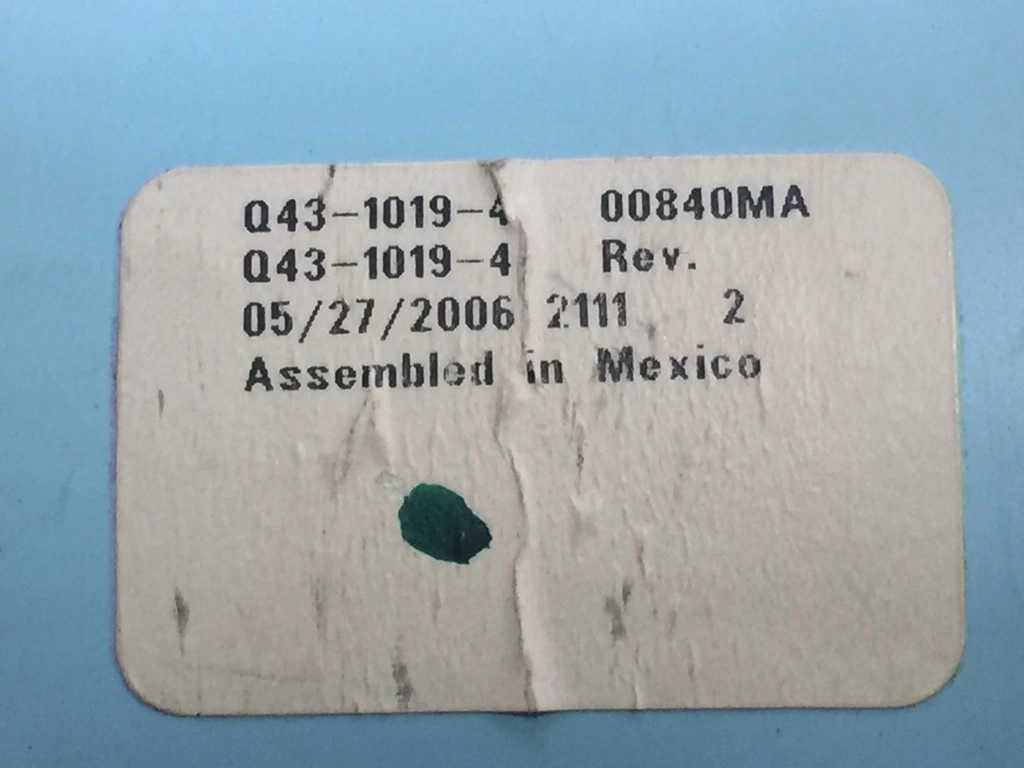 Q43-1019-4 00840MA
Q43-1019-4 Rev.
05/27/2006 2111 2
Assembled in Mexico